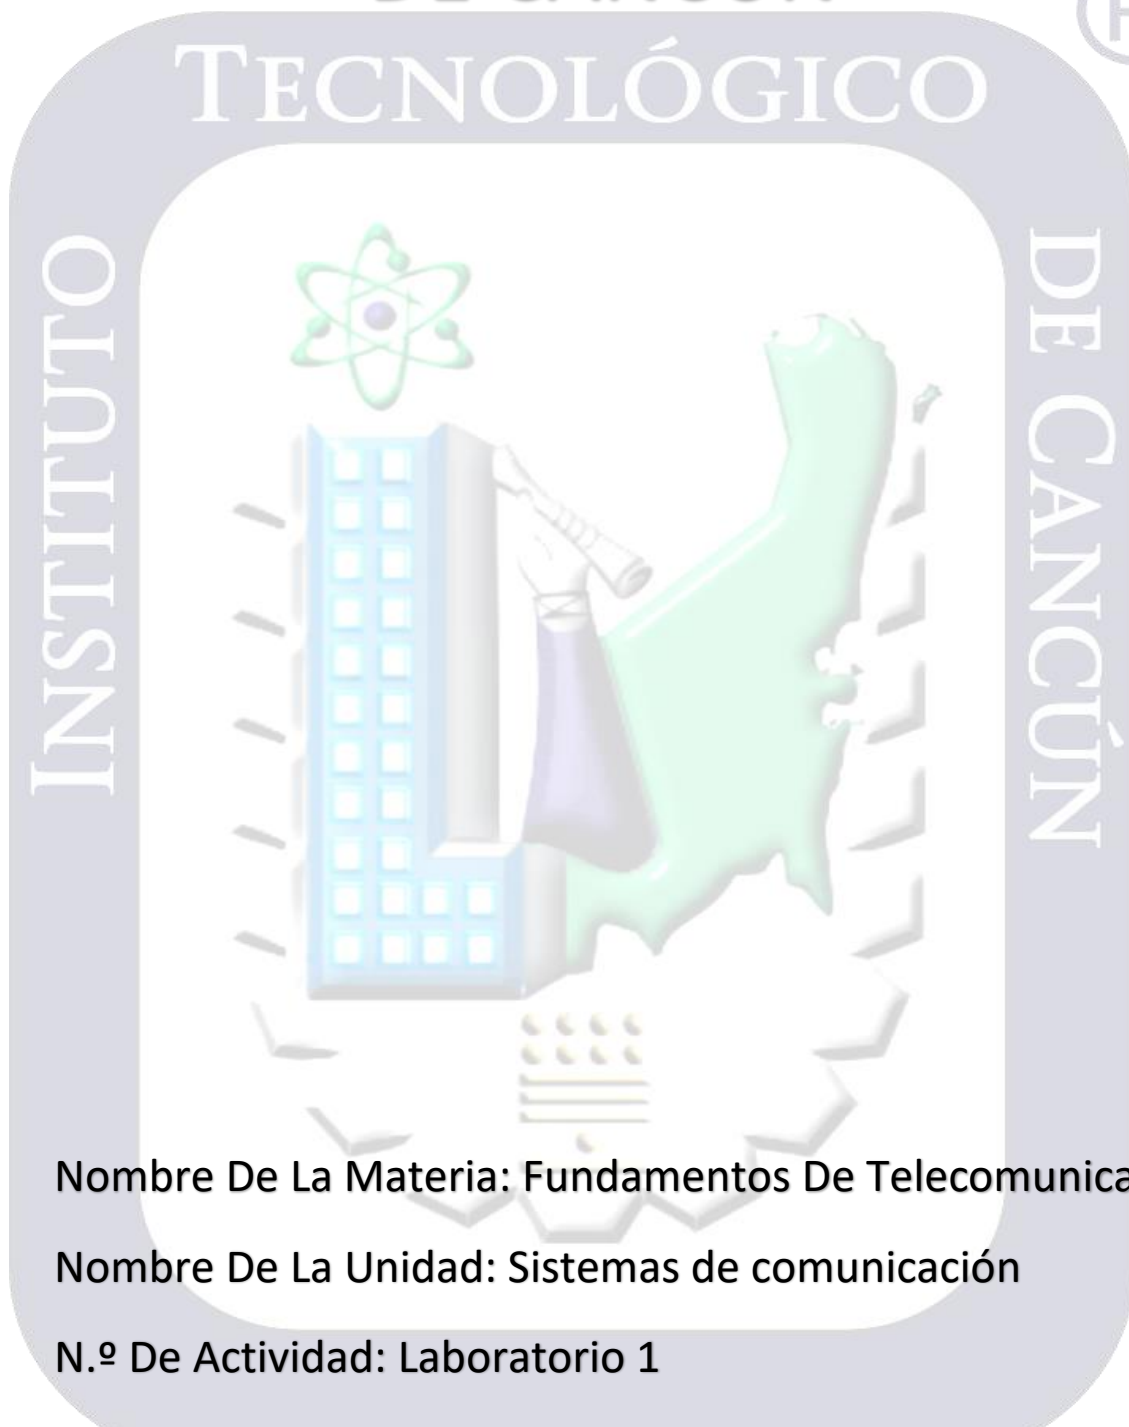 TECNOLÓGICO
INSTITUTO
DE CANCÚN
Nombre De La Materia: Fundamentos De
Nombre De La Unidad: Sistemas de comunicación
N.º De Actividad: Laboratorio 1